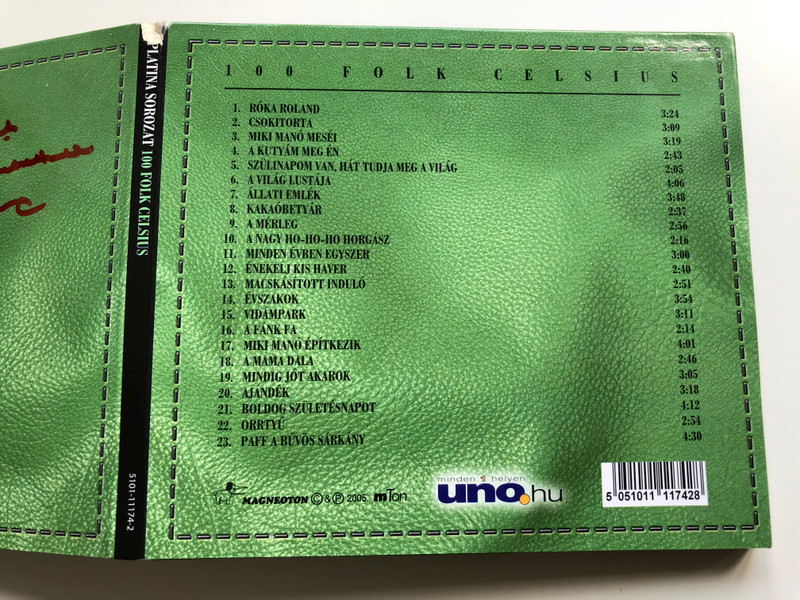 PLATINA SOROZAT 100 FOLK CELSIUS
5101-11174-2
100 FOLK CELSIUS
1. RÓKA ROLAND 3:24
2. CSOKITORTA 3:09
3. MIKI MANÓ MESÉI 3:19
4. A KUTYÁM MEG ÉN 2:43
5. SZÜLINAPOM VAN, HÁT TUDJA MEG A VILÁG 2:05
6. A VILÁG LUSTÁJA 4:06
7. ÁLLATI EMLÉK 3:48
8. KAKAÓBETYÁR 2:37
9. A MÉRLEG 2:56
10. A NAGY HO-HO-HO HORGÁSZ 2:16
11. MINDEN ÉVBEN EGYSZER 3:00
12. ÉNEKELJ KIS HAVER 2:40
13. MACSKÁSÍTOTT INDULÓ 2:51
14. ÉVSZAKOK 3:54
15. VIDÁMPARK 3:11
16. A FÁNK FA 2:14
17. MIKI MANÓ ÉPÍTKEZIK 4:01
18. A MAMA DALA 2:46
19. MINDIG JÓT AKAROK 3:05
20. AJÁNDÉK 3:18
21. BOLDOG SZÜLETÉSNAPOT 4:12
22. ORRTYÚ 2:54
23. PAFF A BŰVÖS SÁRKÁNY 4:30
MAGNEOTON ©&℗ 2005. mTon
minden helyen
uno.hu
5 051011 117428